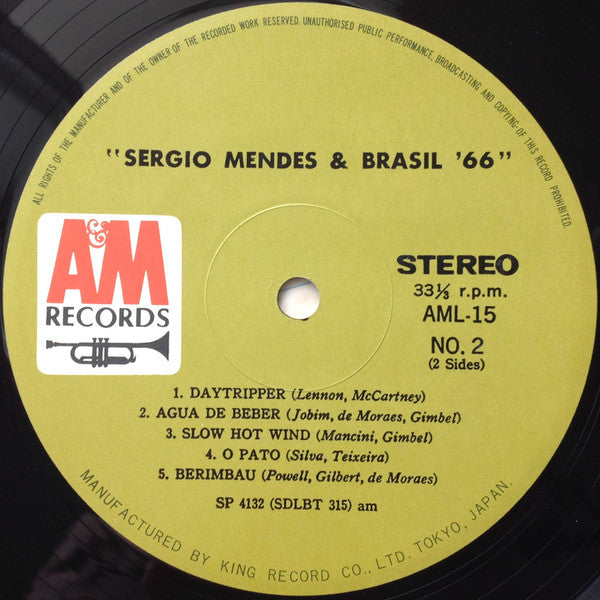 ALL RIGHTS OF THE MANUFACTURER AND OF THE OWNER OF THE RECORDED WORK RESERVED. UNAUTHORISED PUBLIC PERFORMANCE, BROADCASTING AND COPYING OF THIS RECORD PROHIBITED.
"SERGIO MENDES & BRASIL '66"
A&M
RECORDS
STEREO
33⅓ r.p.m.
AML-15
NO. 2
(2 Sides)
1. DAYTRIPPER (Lennon, McCartney)
2. AGUA DE BEBER (Jobim, de Moraes, Gimbel)
3. SLOW HOT WIND (Mancini, Gimbel)
4. O PATO (Silva, Teixeira)
5. BERIMBAU (Powell, Gilbert, de Moraes)
SP 4132 (SDLBT 315) am
MANUFACTURED BY KING RECORD CO., LTD. TOKYO, JAPAN.